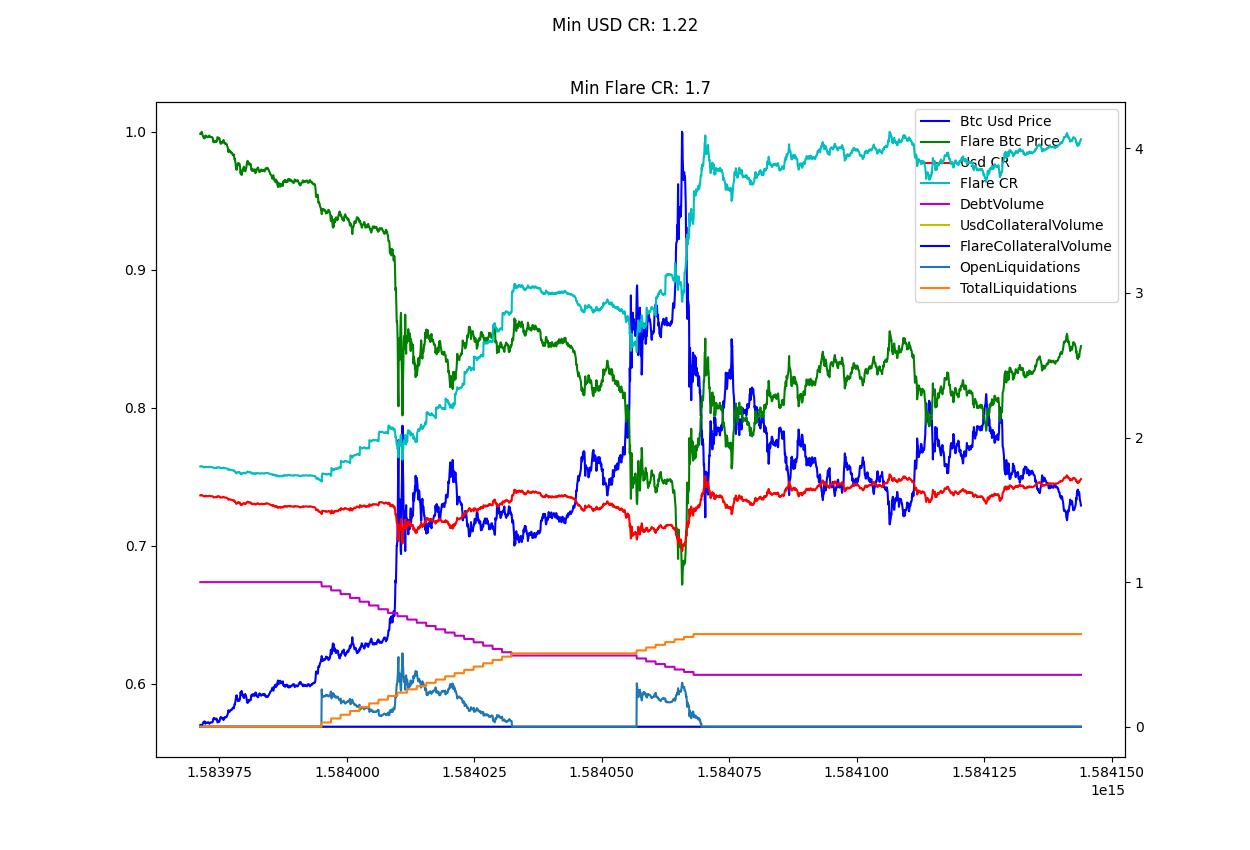 Min USD CR: 1.22
Min Flare CR: 1.7
Btc Usd Price
Flare Btc Price
Usd CR
Flare CR
DebtVolume
UsdCollateralVolume
FlareCollateralVolume
OpenLiquidations
TotalLiquidations
1.0
0.9
0.8
0.7
0.6
4
3
2
1
0
1.583975 1.584000 1.584025 1.584050 1.584075 1.584100 1.584125 1.584150
1e15